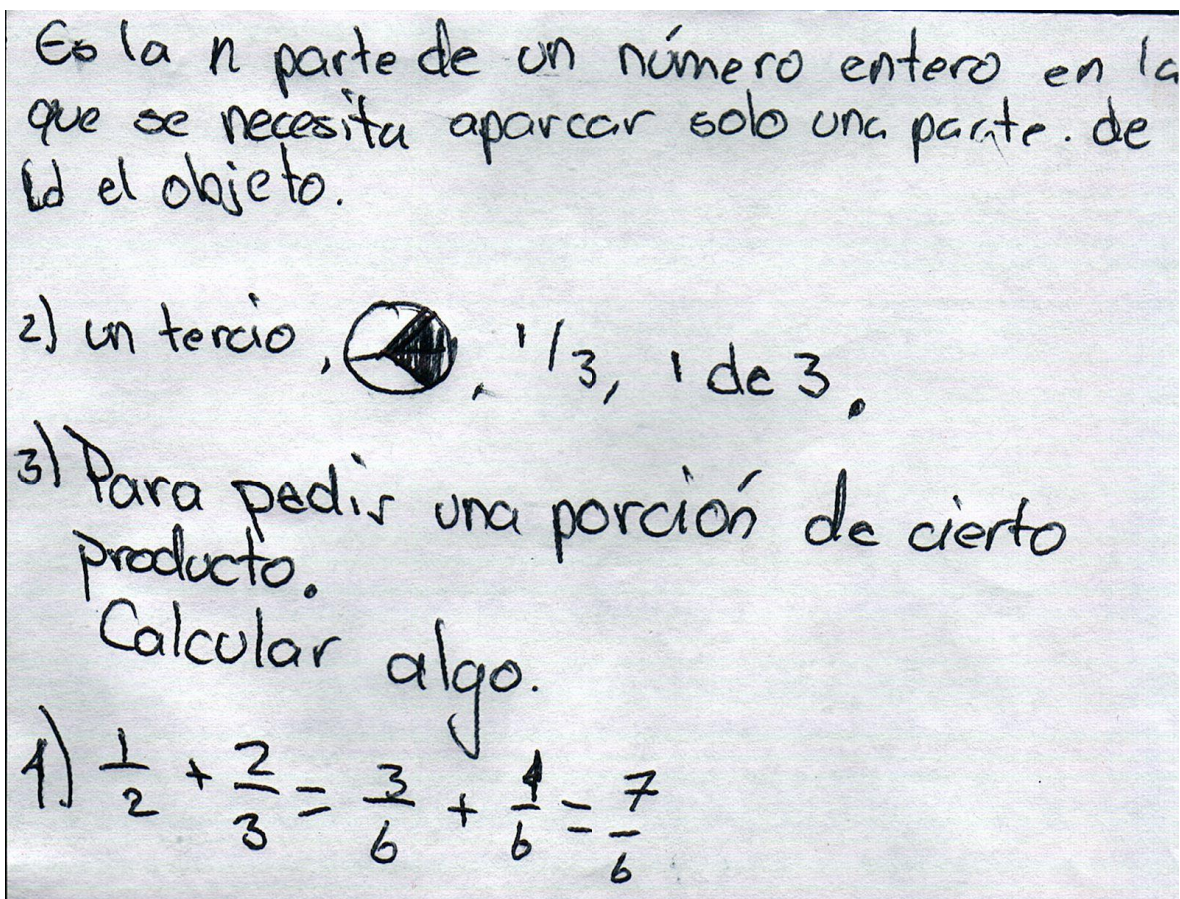 Es la n parte de un número entero en la
que se necesita aparcar solo una parte. de
el objeto.
2) un tercio, , 1/3, 1 de 3.
3) Para pedir una porción de cierto
producto.
Calcular algo.
4) 1/2 + 2/3 = 3/6 + 4/6 = 7/6